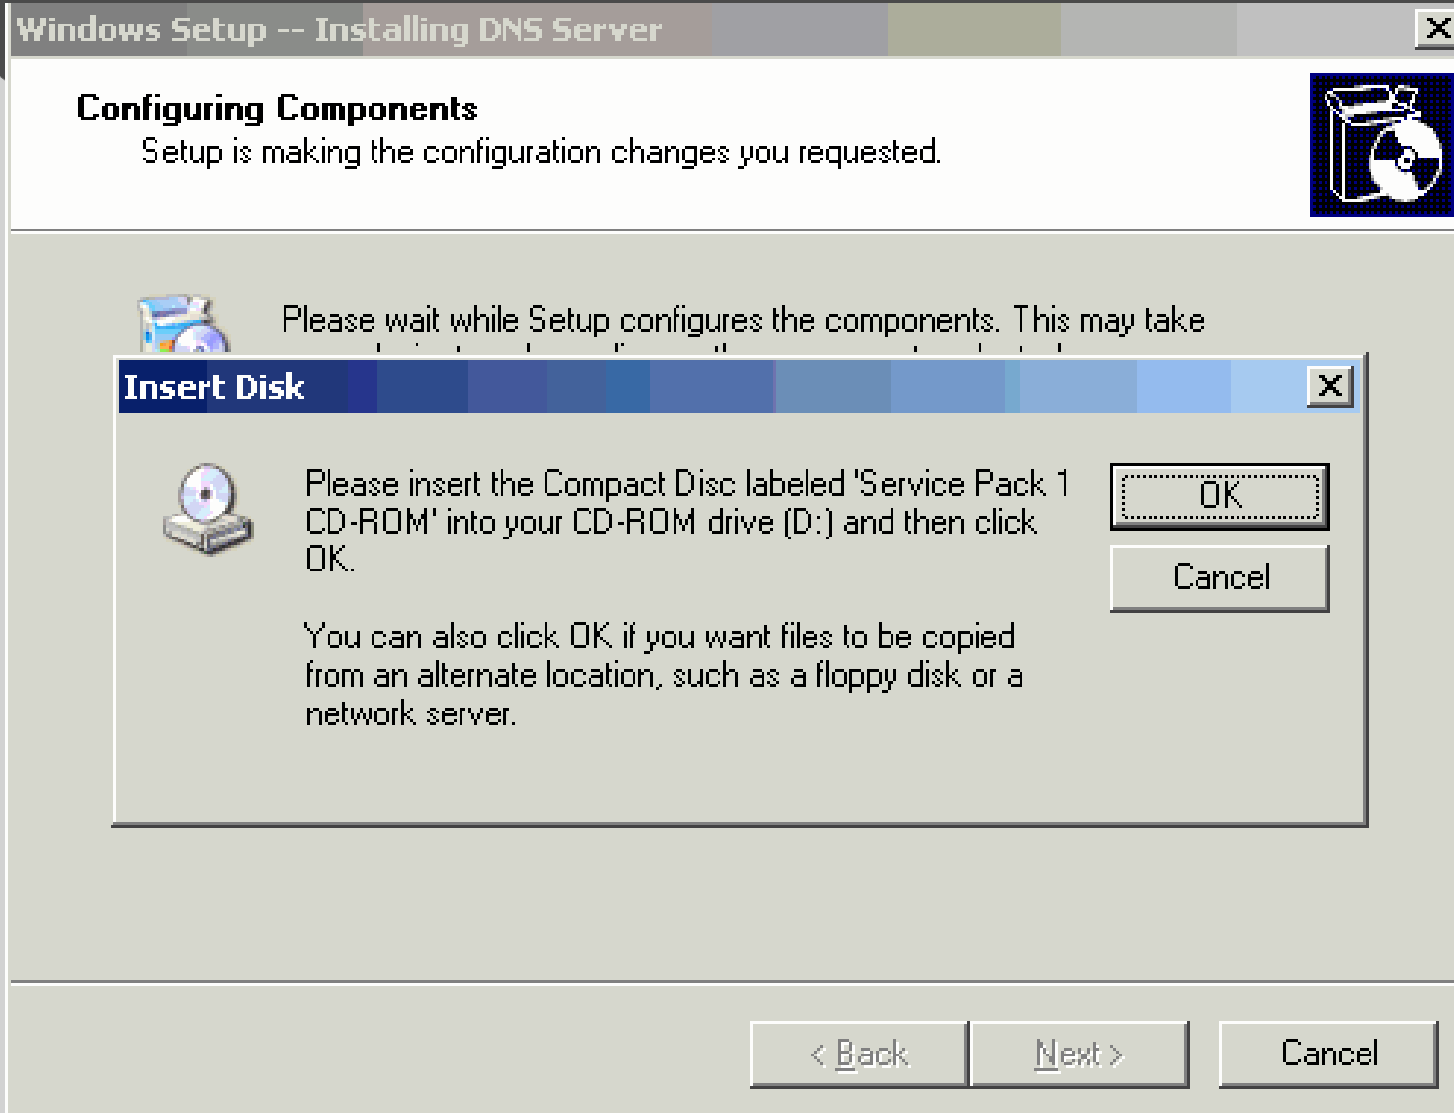 Windows Setup -- Installing DNS Server
Configuring Components
Setup is making the configuration changes you requested.
Please wait while Setup configures the components. This may take
Insert Disk
Please insert the Compact Disc labeled 'Service Pack 1
CD-ROM' into your CD-ROM drive (D:) and then click
OK.
You can also click OK if you want files to be copied
from an alternate location, such as a floppy disk or a
network server.
OK
Cancel
< Back
Next >
Cancel